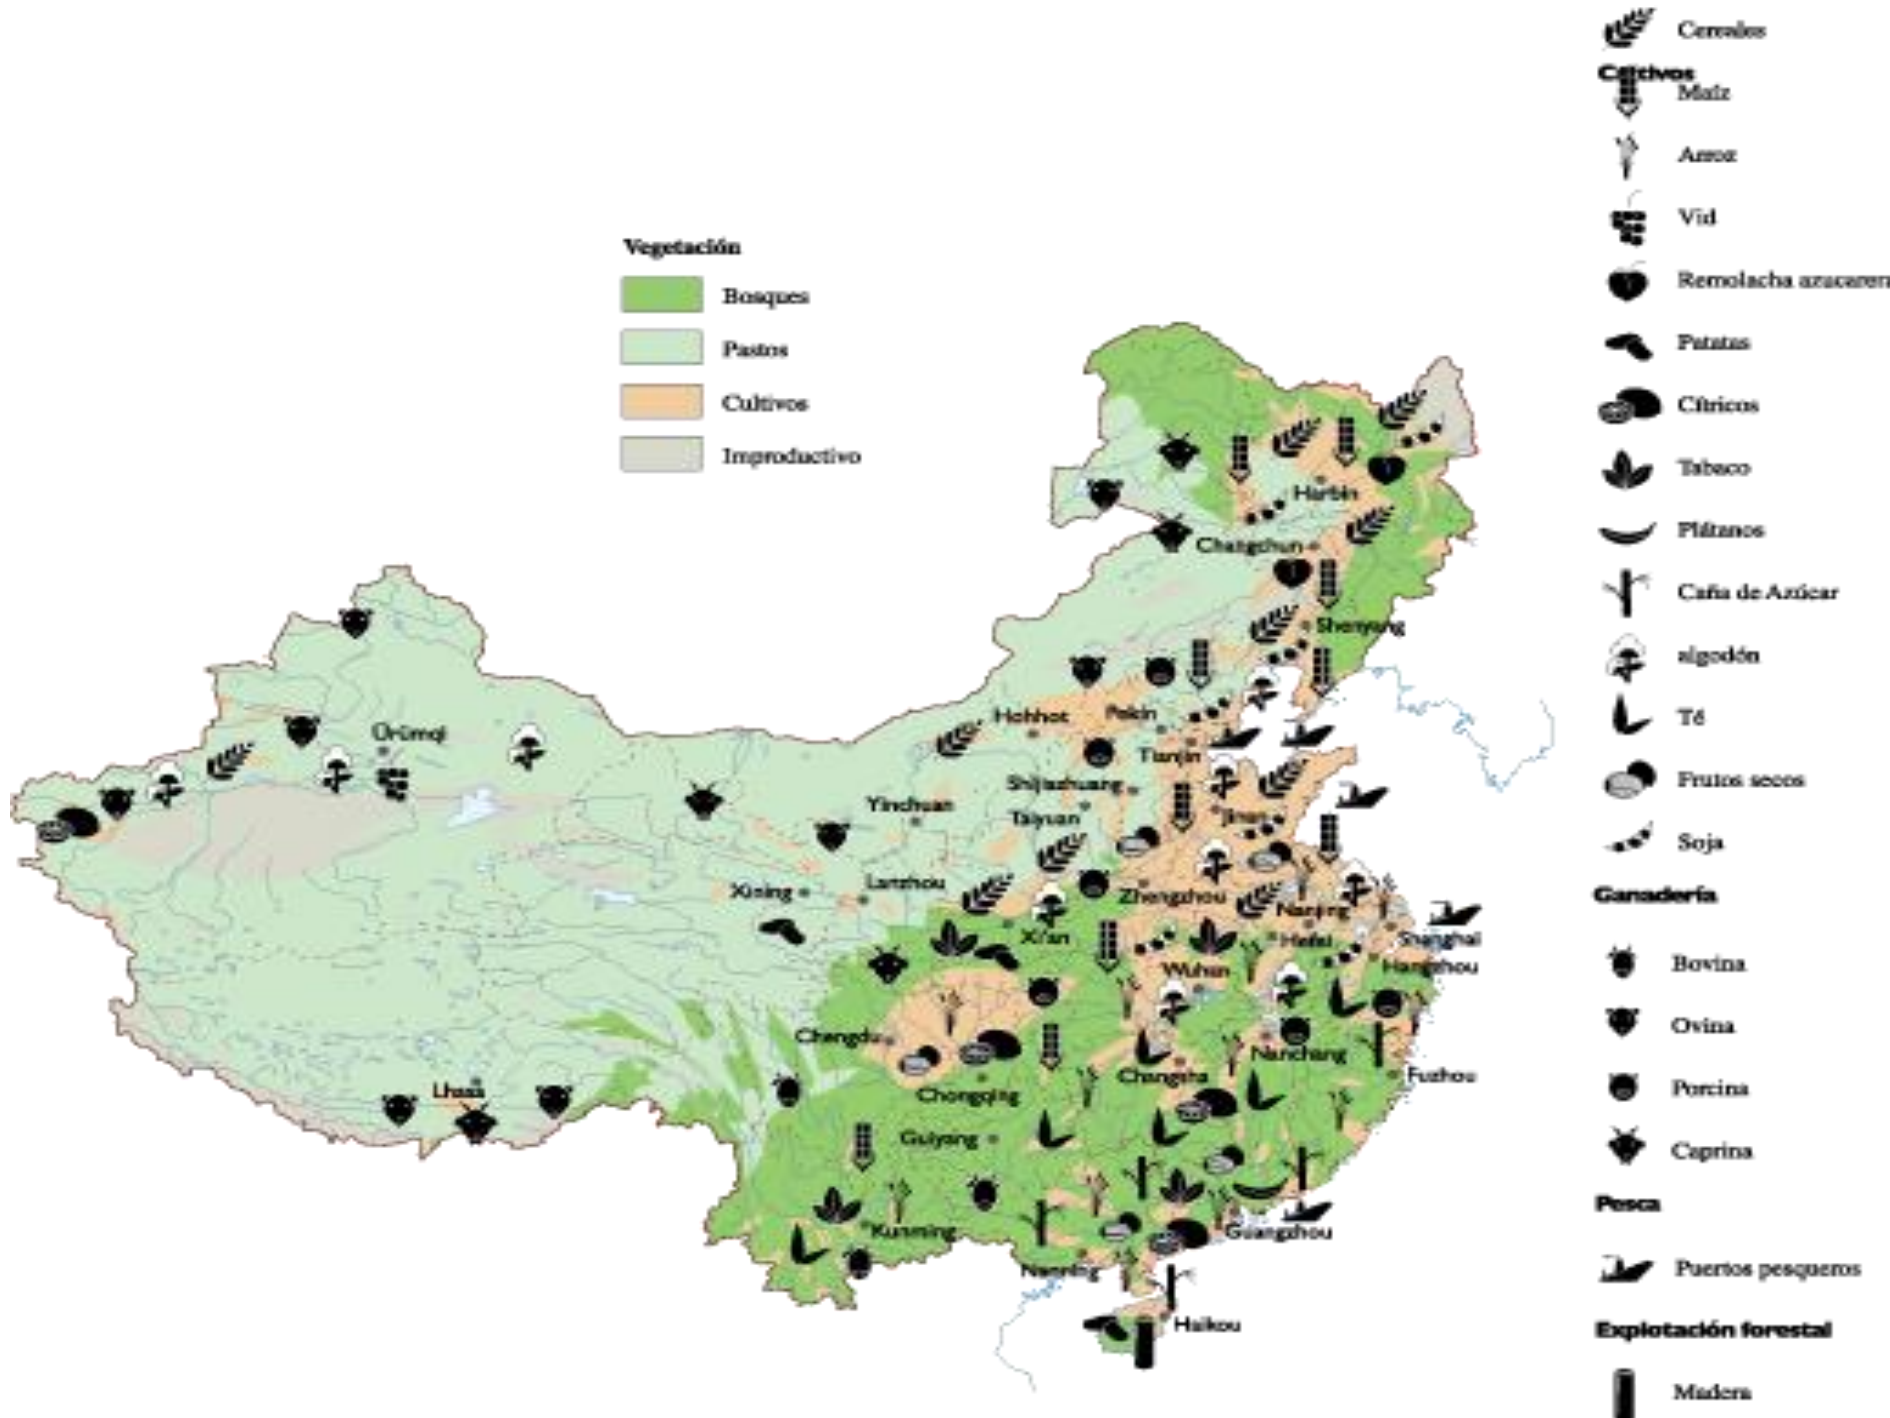 Vegetación
Bosques
Pastos
Cultivos
Improductivo
Harbin
Changchun
Shenyang
Hohhot
Pekín
Ürümqi
Tianjin
Shijiazhuang
Yinchuan
Taiyuan
Jinan
Xining
Lanzhou
Zhengzhou
Nanjing
Xi'an
Hefei
Shanghai
Wuhan
Hangzhou
Chengdu
Nanchang
Changsha
Fuzhou
Lhasa
Chongqing
Guiyang
Kunming
Guangzhou
Nanning
Haikou
Cereales
Cultivos
Maíz
Arroz
Vid
Remolacha azucarera
Patatas
Cítricos
Tabaco
Plátanos
Caña de Azúcar
algodón
Té
Frutos secos
Soja
Ganadería
Bovina
Ovina
Porcina
Caprina
Pesca
Puertos pesqueros
Explotación forestal
Madera